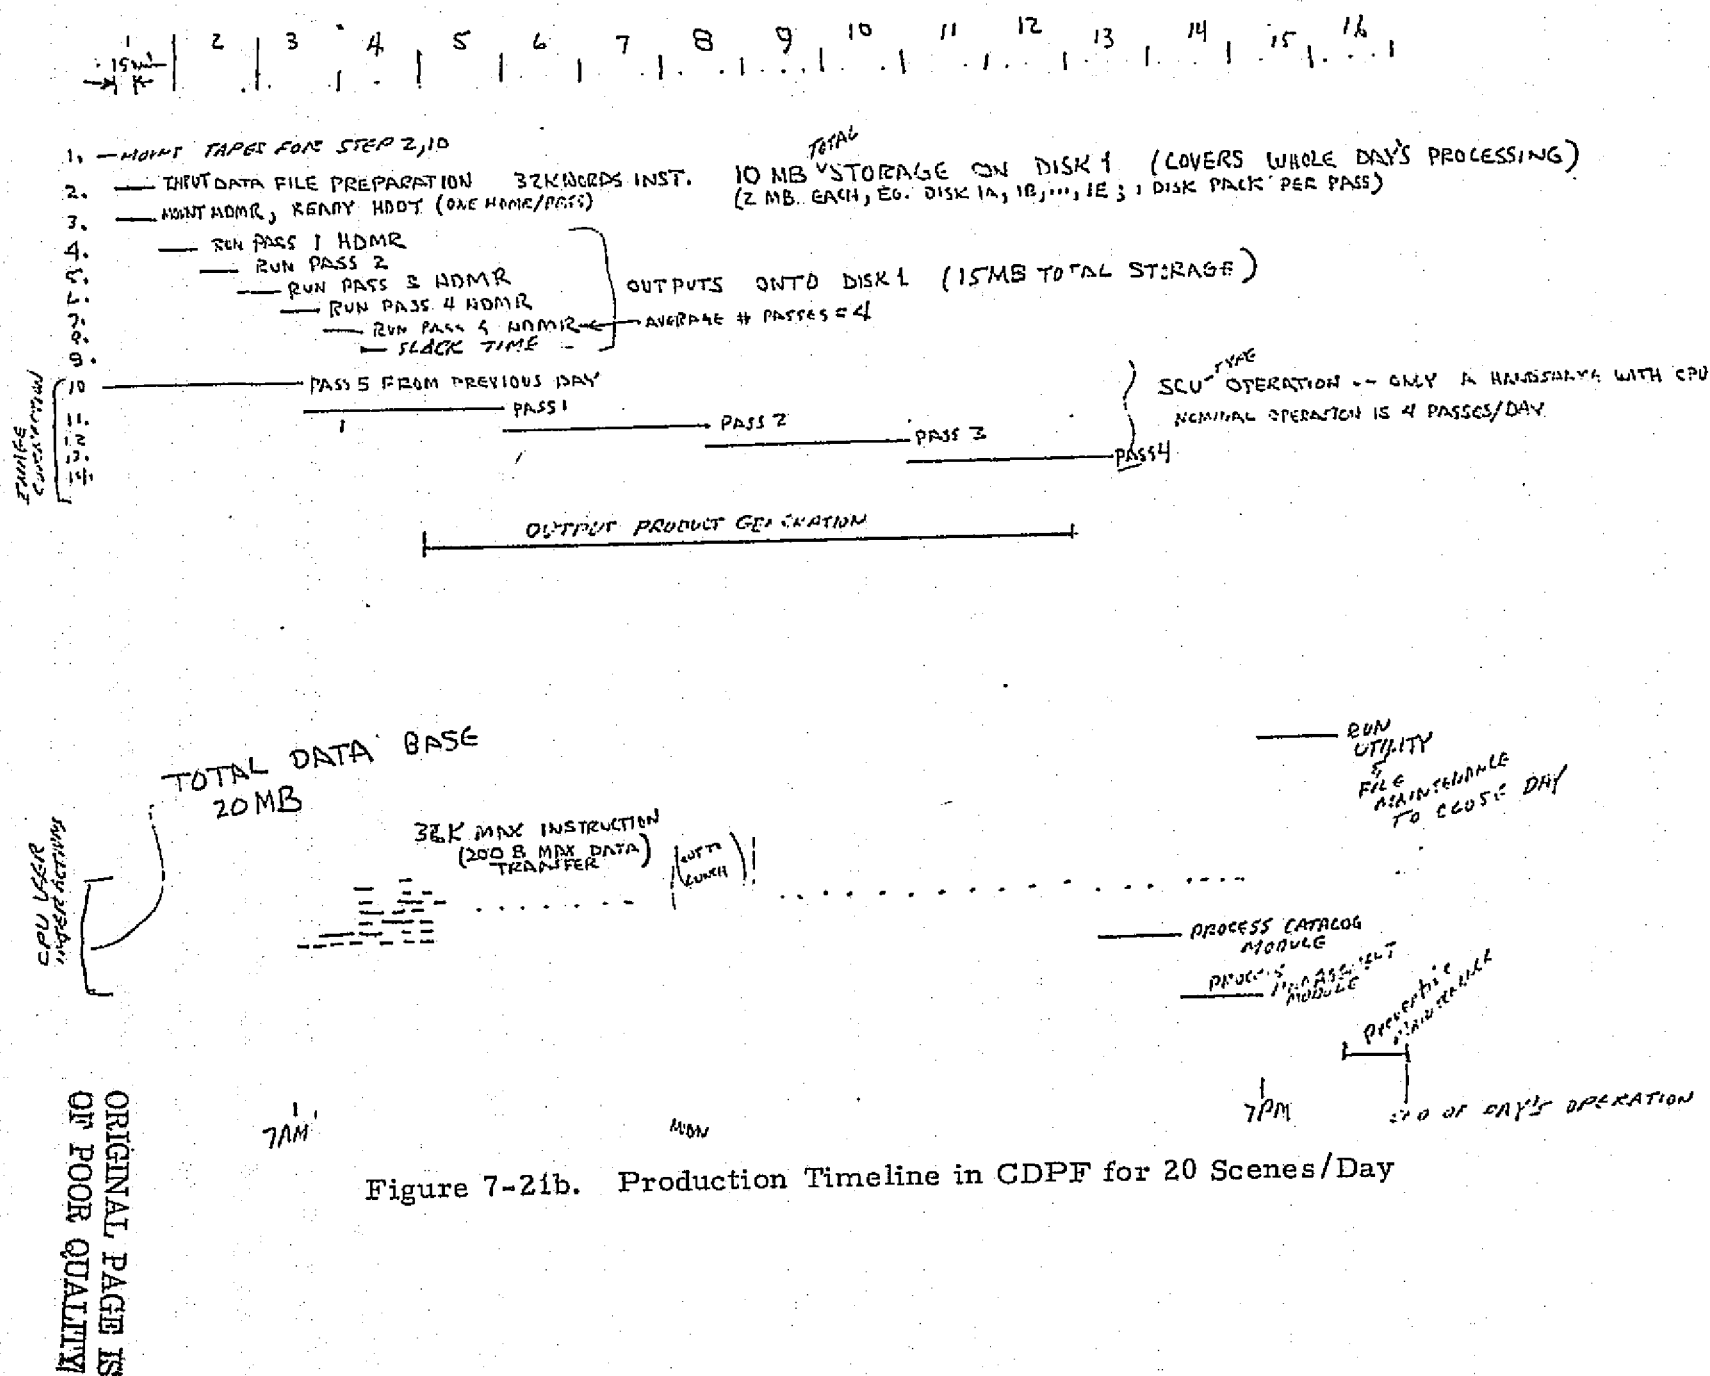 1 2 3 4 5 6 7 8 9 10 11 12 13 14 15 16
15 min
1. MOUNT TAPES FOR STEP 2,10
2. INPUT DATA FILE PREPARATION 32K WORDS INST.
10 MB TOTAL STORAGE ON DISK 1 (COVERS WHOLE DAY'S PROCESSING)
(2 MB. EACH, EG. DISK 1A, 1B, ..., 1E ; 1 DISK PACK PER PASS)
3. MOUNT HDMR, READY HDDT (ONE HDMR/PASS)
4. RUN PASS 1 HDMR
5. RUN PASS 2
6. RUN PASS 3 HDMR
OUTPUTS ONTO DISK 1 (15MB TOTAL STORAGE)
7. RUN PASS 4 HDMR
8. RUN PASS 5 HDMR
AVERAGE # PASSES = 4
9. SLACK TIME
IMAGE CORRECTION
10 PASS 5 FROM PREVIOUS DAY
SCU-TYPE OPERATION -- ONLY A HANDSHAKE WITH CPU
NOMINAL OPERATION IS 4 PASSES/DAY
11. PASS 1
12. PASS 2
13. PASS 3
14. PASS 4
OUTPUT PRODUCT GENERATION
TOTAL DATA BASE
20 MB
RUN
UTILITY
&
FILE
MAINTENANCE
TO CLOSE DAY
32K MAX INSTRUCTION
(200 B MAX DATA)
TRANSFER
(OUT TO
LUNCH)
CPU USER
INTERACTIONS
PROCESS CATALOG
MODULE
PROCESS MANAGEMENT
MODULE
Preventive
MAINTENANCE
7AM
NOON
7PM
END OF DAY'S OPERATION
Figure 7-21b. Production Timeline in CDPF for 20 Scenes/Day
ORIGINAL PAGE IS
OF POOR QUALITY